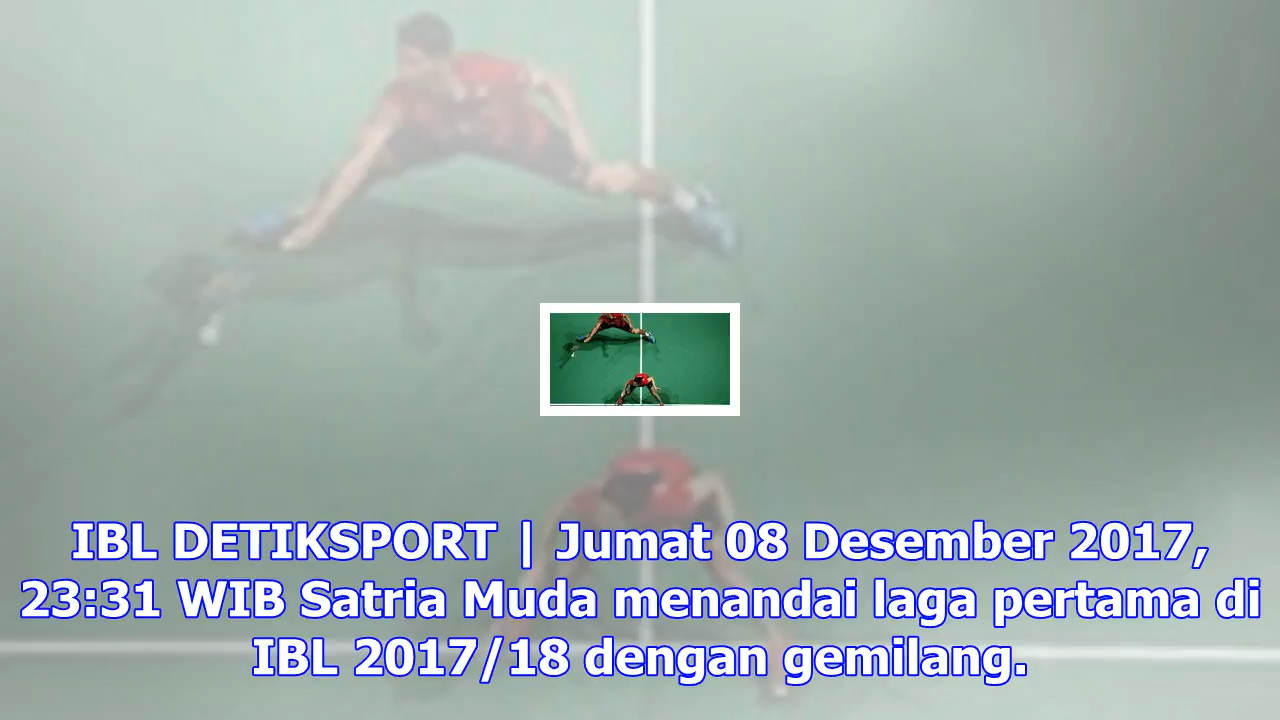 IBL DETIKSPORT | Jumat 08 Desember 2017,
23:31 WIB Satria Muda menandai laga pertama di
IBL 2017/18 dengan gemilang.